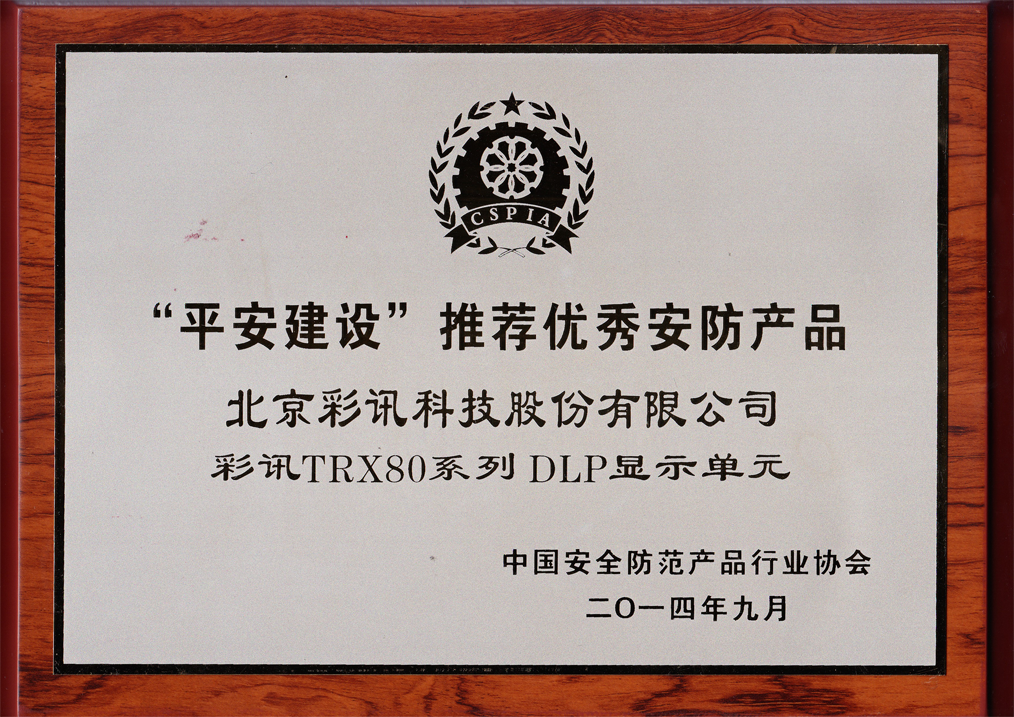 CSPIA
“平安建设”推荐优秀安防产品
北京彩讯科技股份有限公司
彩讯TRX80系列 DLP显示单元
中国安全防范产品行业协会
二〇一四年九月